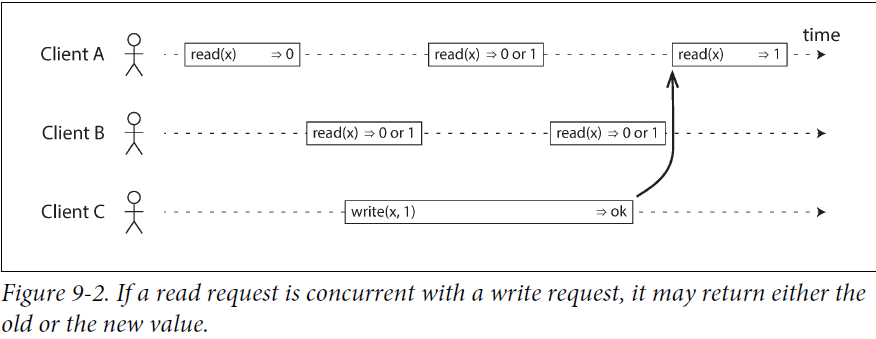 time
Client A
read(x) ⇒ 0
read(x) ⇒ 0 or 1
read(x) ⇒ 1
Client B
read(x) ⇒ 0 or 1
read(x) ⇒ 0 or 1
Client C
write(x, 1) ⇒ ok
Figure 9-2. If a read request is concurrent with a write request, it may return either the
old or the new value.